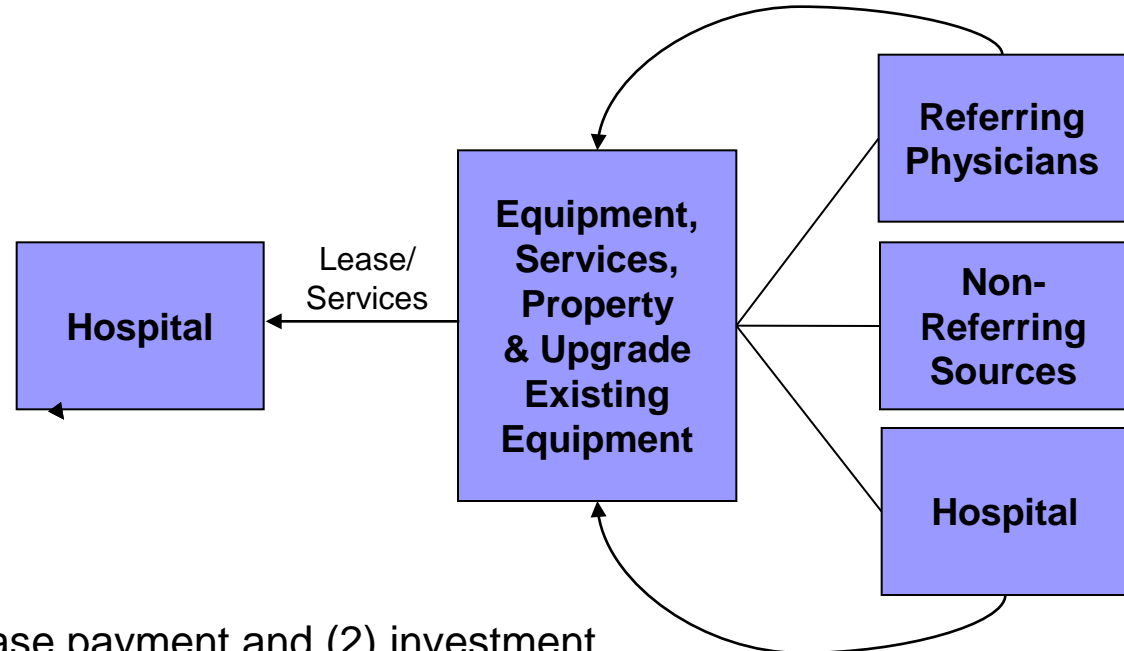 Referring
Physicians
Equipment,
Services,
Property
& Upgrade
Existing
Equipment
Lease/
Services
Hospital
Non-
Referring
Sources
Hospital
payment and (2) investment